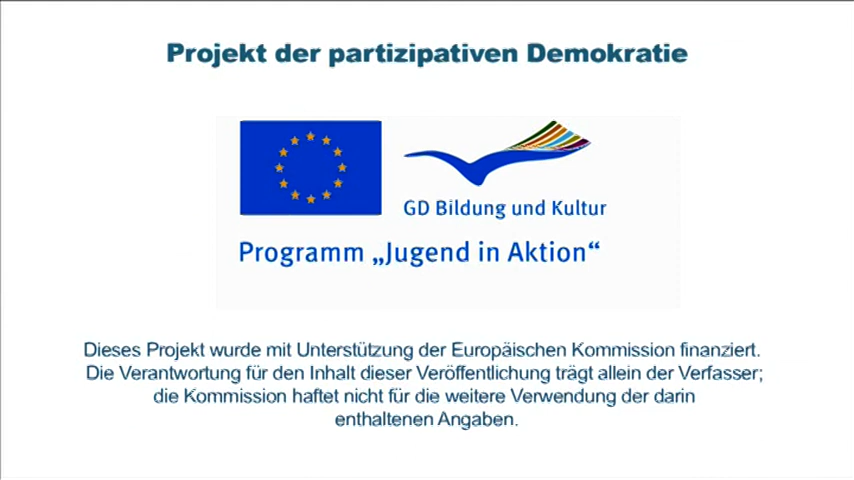 Projekt der partizipativen Demokratie
GD Bildung und Kultur
Programm „Jugend in Aktion“
Dieses Projekt wurde mit Unterstützung der Europäischen Kommission finanziert.
Die Verantwortung für den Inhalt dieser Veröffentlichung trägt allein der Verfasser;
die Kommission haftet nicht für die weitere Verwendung der darin
enthaltenen Angaben.